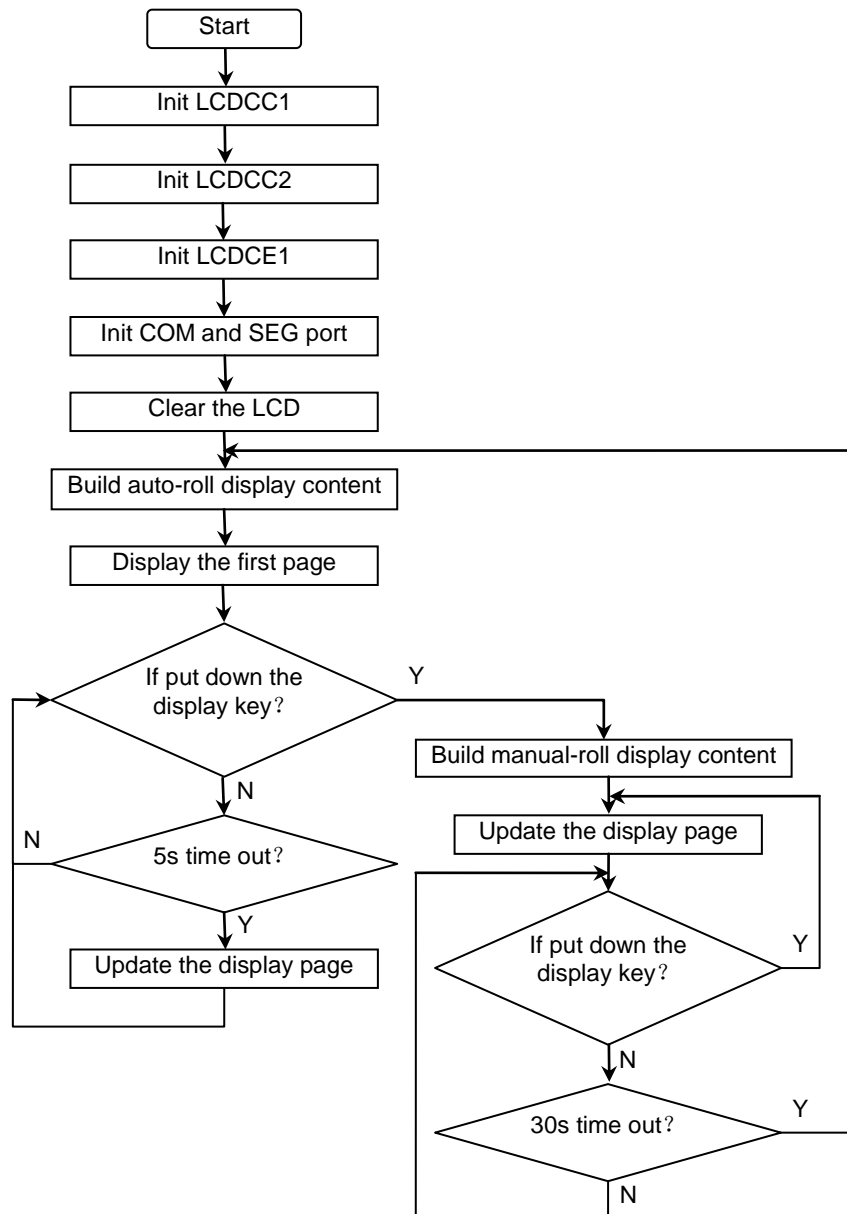 Start
Init LCDCC1
Init LCDCC2
Init LCDCE1
Init COM and SEG port
Clear the LCD
Build auto-roll display content
Display the first page
If put down the
display key？
Y
N
5s time out？
N
Y
Update the display page
Build manual-roll display content
Update the display page
If put down the
display key？
Y
N
30s time out？
Y
N